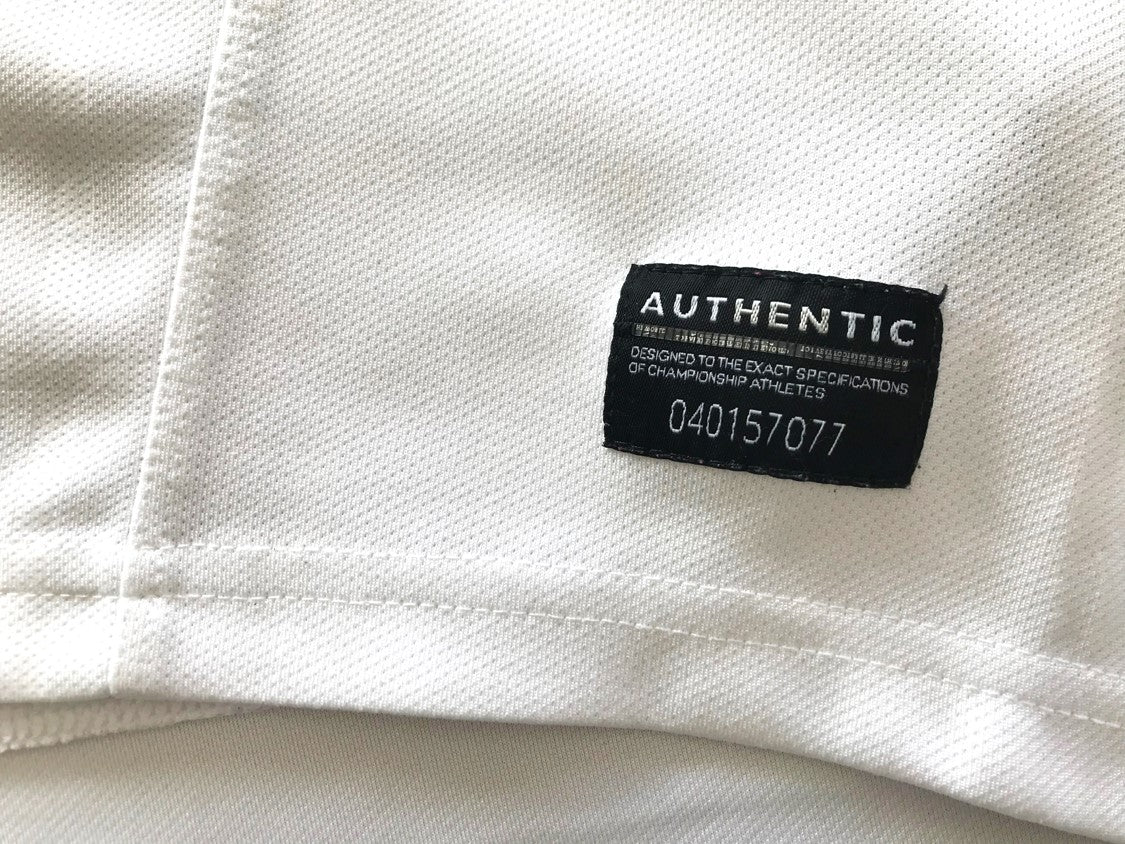 AUTHENTIC
DESIGNED TO THE EXACT SPECIFICATIONS
OF CHAMPIONSHIP ATHLETES
040157077